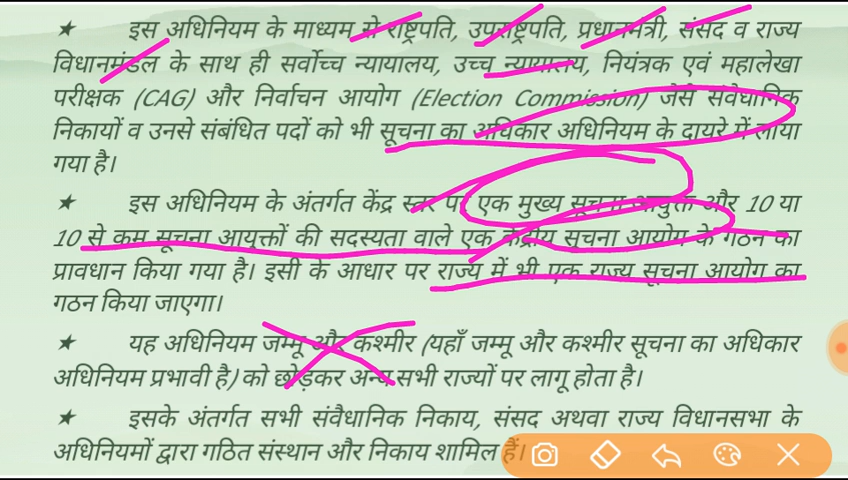 ★ इस अधिनियम के माध्यम से राष्ट्रपति, उपराष्ट्रपति, प्रधानमंत्री, संसद व राज्य
विधानमंडल के साथ ही सर्वोच्च न्यायालय, उच्च न्यायालय, नियंत्रक एवं महालेखा
परीक्षक (CAG) और निर्वाचन आयोग (Election Commission) जैसे संवैधानिक
निकायों व उनसे संबंधित पदों को भी सूचना का अधिकार अधिनियम के दायरे में लाया
गया है।
★ इस अधिनियम के अंतर्गत केंद्र स्तर पर एक मुख्य सूचना आयुक्त और 10 या
10 से कम सूचना आयुक्तों की सदस्यता वाले एक केंद्रीय सूचना आयोग के गठन का
प्रावधान किया गया है। इसी के आधार पर राज्य में भी एक राज्य सूचना आयोग का
गठन किया जाएगा।
★ यह अधिनियम जम्मू और कश्मीर (यहाँ जम्मू और कश्मीर सूचना का अधिकार
अधिनियम प्रभावी है) को छोड़कर अन्य सभी राज्यों पर लागू होता है।
★ इसके अंतर्गत सभी संवैधानिक निकाय, संसद अथवा राज्य विधानसभा के
अधिनियमों द्वारा गठित संस्थान और निकाय शामिल हैं।